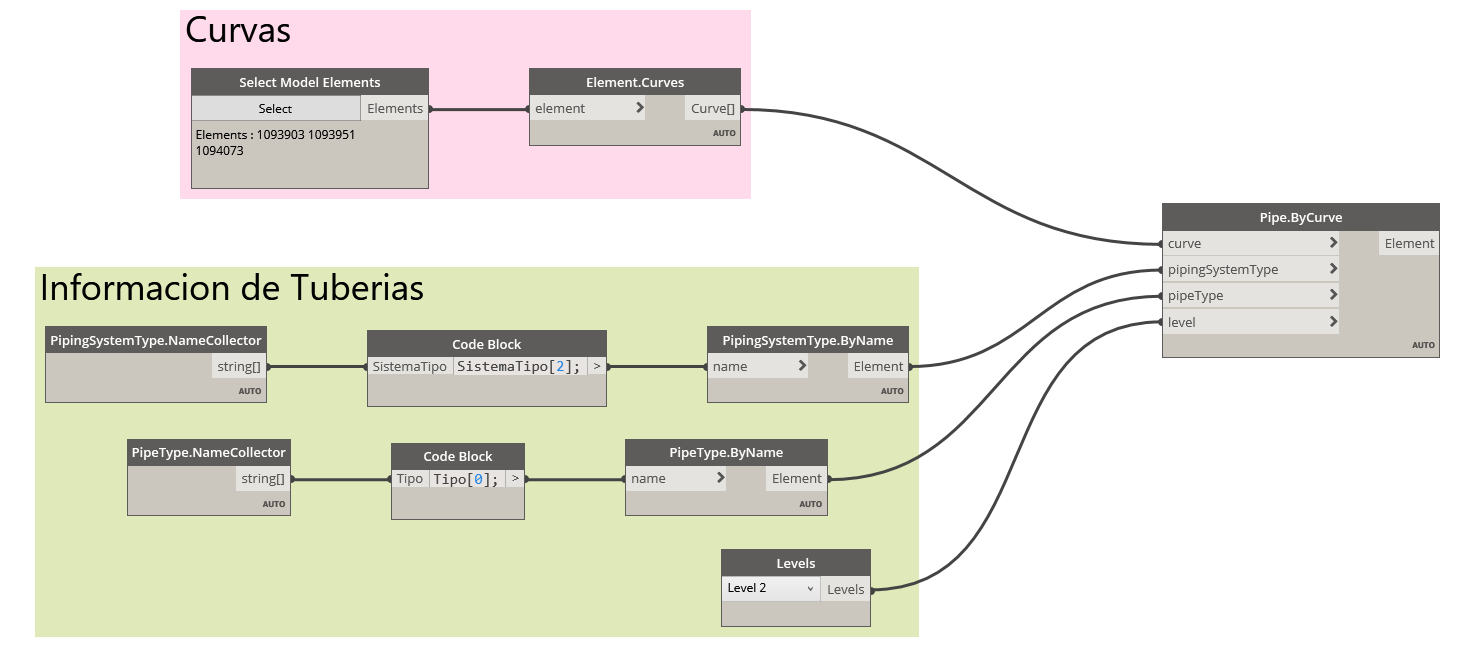 Curvas
Select Model Elements
Select
Elements
Elements : 1093903 1093951
1094073
Element.Curves
element
Curve[]
AUTO
Pipe.ByCurve
curve
Element
pipingSystemType
pipeType
level
AUTO
Informacion de Tuberias
PipingSystemType.NameCollector
string[]
AUTO
Code Block
SistemaTipo
SistemaTipo[2];
>
PipingSystemType.ByName
name
Element
AUTO
PipeType.NameCollector
string[]
AUTO
Code Block
Tipo
Tipo[0];
>
PipeType.ByName
name
Element
AUTO
Levels
Level 2
Levels